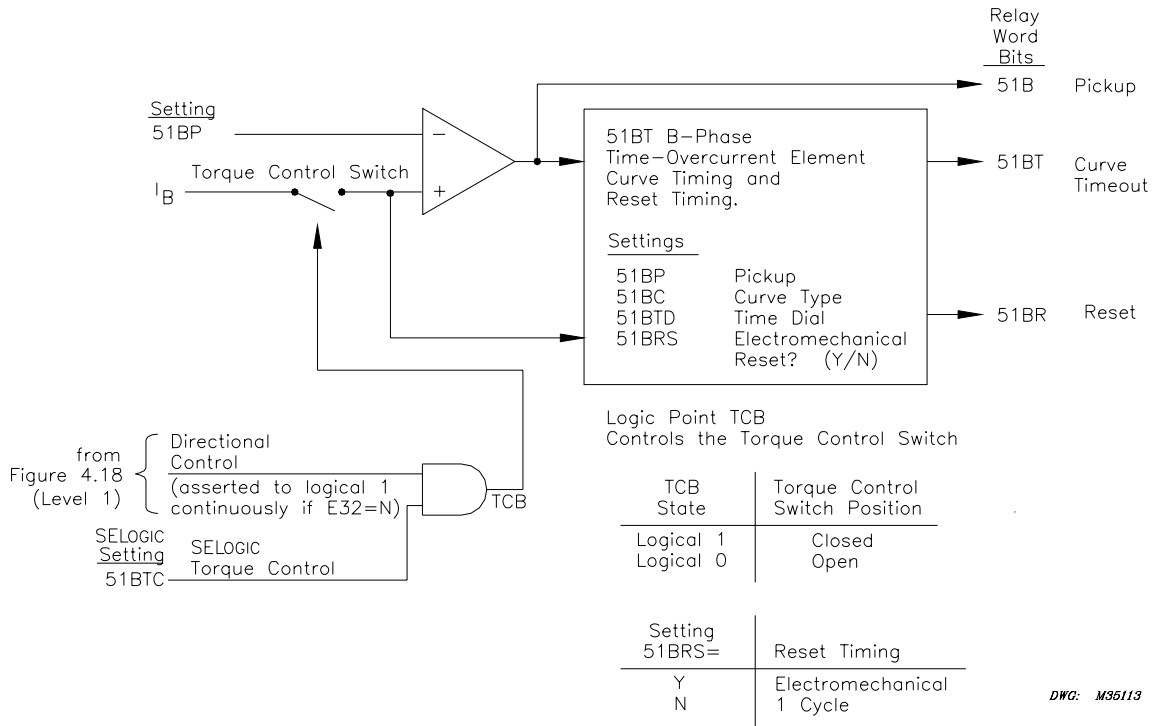 Relay
Word
Bits
51B Pickup
Setting
51BP
−
Torque Control Switch
IB
+
51BT B-Phase
Time-Overcurrent Element
Curve Timing and
Reset Timing.
51BT Curve
Timeout
Settings
51BP Pickup
51BC Curve Type
51BTD Time Dial
51BRS Electromechanical
Reset? (Y/N)
51BR Reset
Logic Point TCB
Controls the Torque Control Switch
from
Figure 4.18
(Level 1)
Directional
Control
(asserted to logical 1
continuously if E32=N)
TCB
SELOGIC
Setting
51BTC
SELOGIC
Torque Control
TCB Torque Control
State Switch Position
Logical 1 Closed
Logical 0 Open
Setting
51BRS= Reset Timing
Y Electromechanical
N 1 Cycle
DWG: M35113